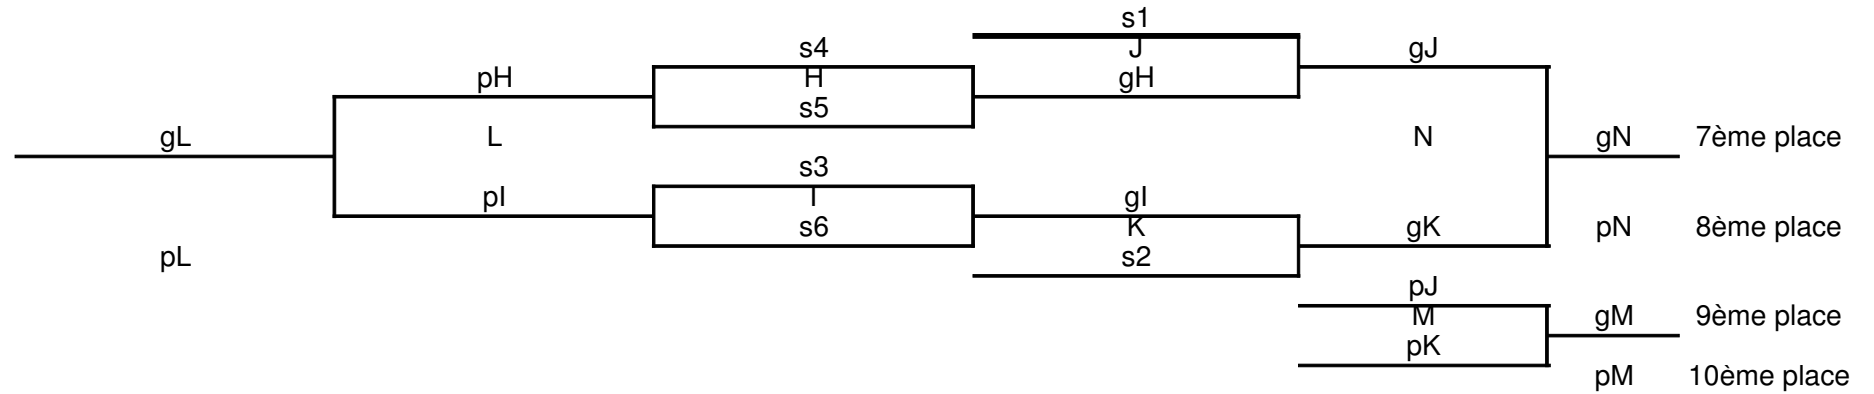 s1
s4 J gJ
pH H gH
s5
gL L N gN 7ème place
s3
pI I gI
s6 K gK pN 8ème place
pL s2
pJ
M gM 9ème place
pK
pM 10ème place